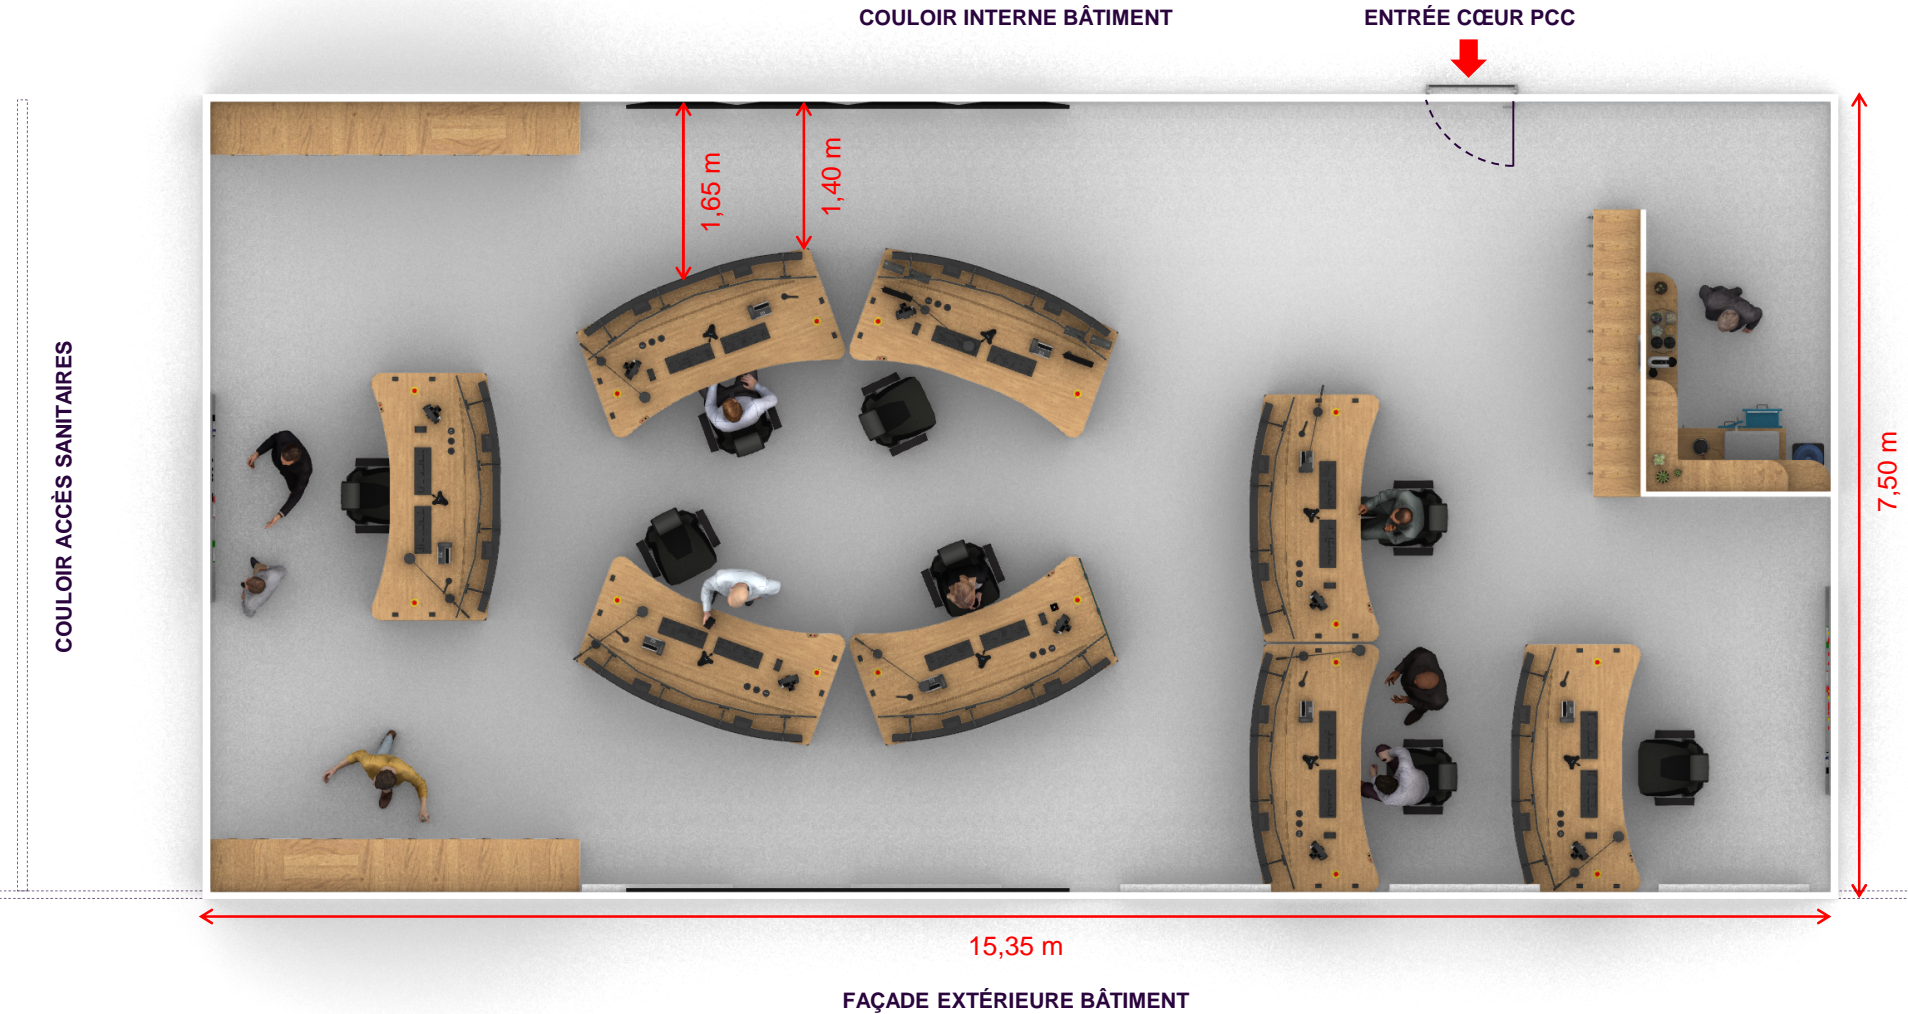 COULOIR INTERNE BÂTIMENT
ENTRÉE CŒUR PCC
1,65 m
1,40 m
COULOIR ACCÈS SANITAIRES
7,50 m
15,35 m
FAÇADE EXTÉRIEURE BÂTIMENT